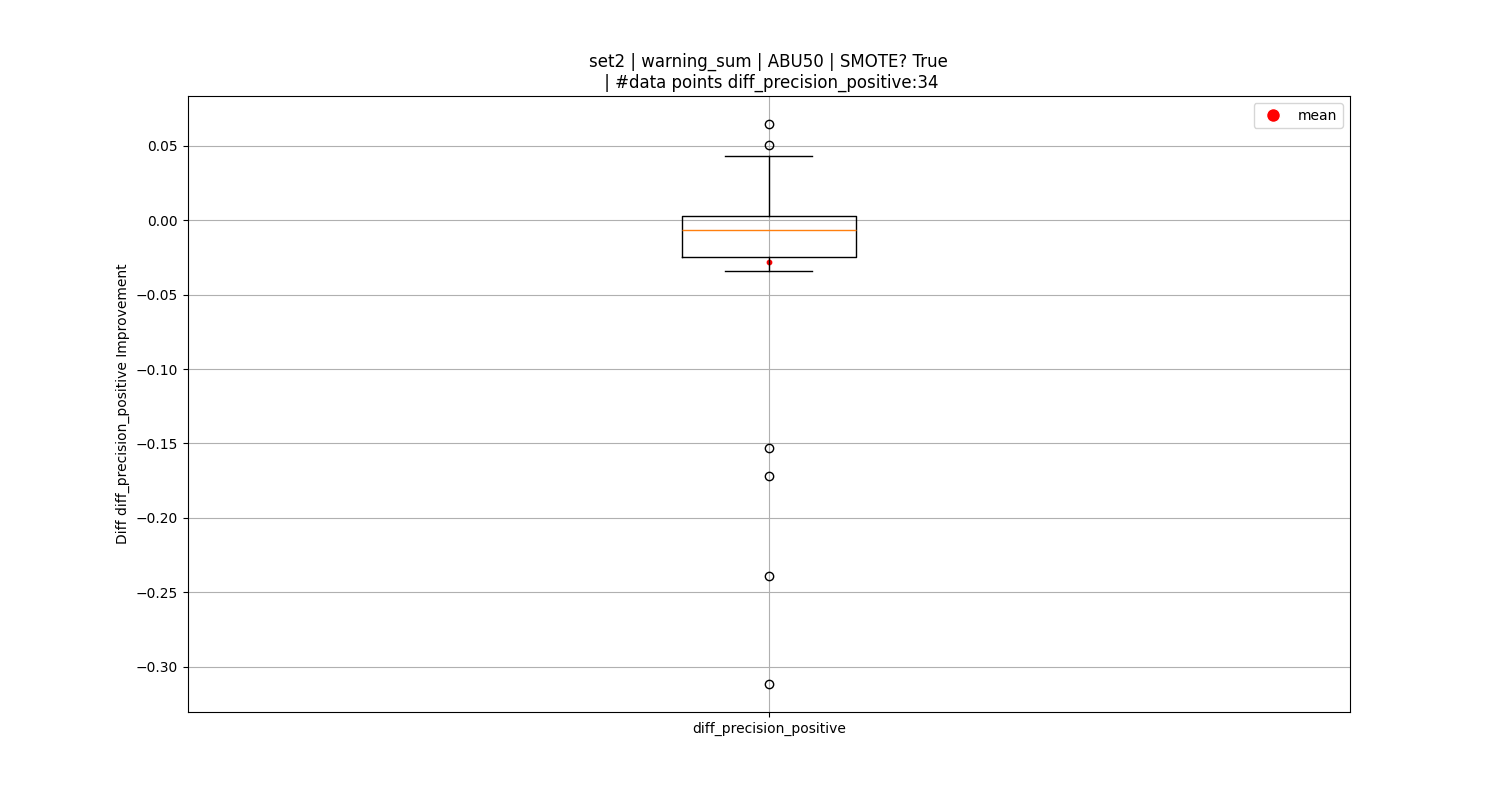 set2 | warning_sum | ABU50 | SMOTE? True
| #data points diff_precision_positive:34
mean
Diff diff_precision_positive Improvement
0.05
0.00
−0.05
−0.10
−0.15
−0.20
−0.25
−0.30
diff_precision_positive